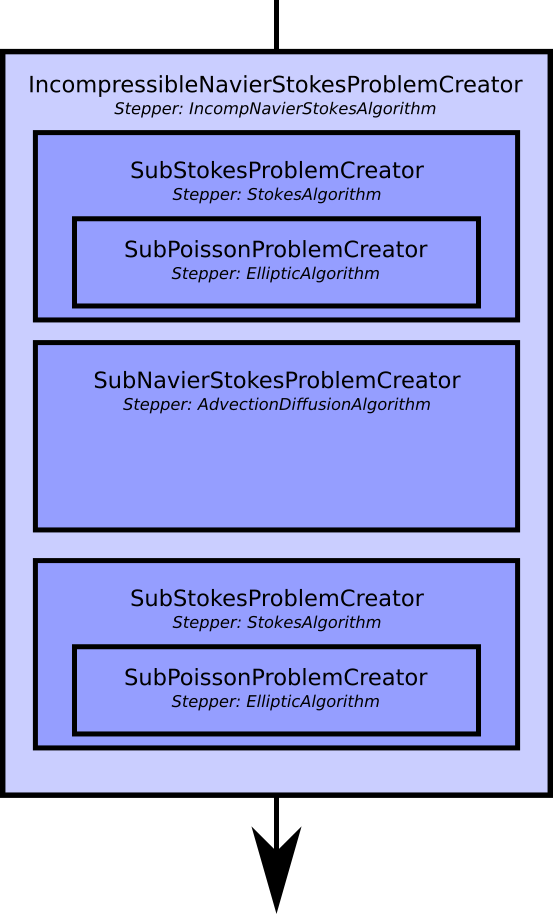 IncompressibleNavierStokesProblemCreator
Stepper: IncompNavierStokesAlgorithm
SubStokesProblemCreator
Stepper: StokesAlgorithm
SubPoissonProblemCreator
Stepper: EllipticAlgorithm
SubNavierStokesProblemCreator
Stepper: AdvectionDiffusionAlgorithm
SubStokesProblemCreator
Stepper: StokesAlgorithm
SubPoissonProblemCreator
Stepper: EllipticAlgorithm